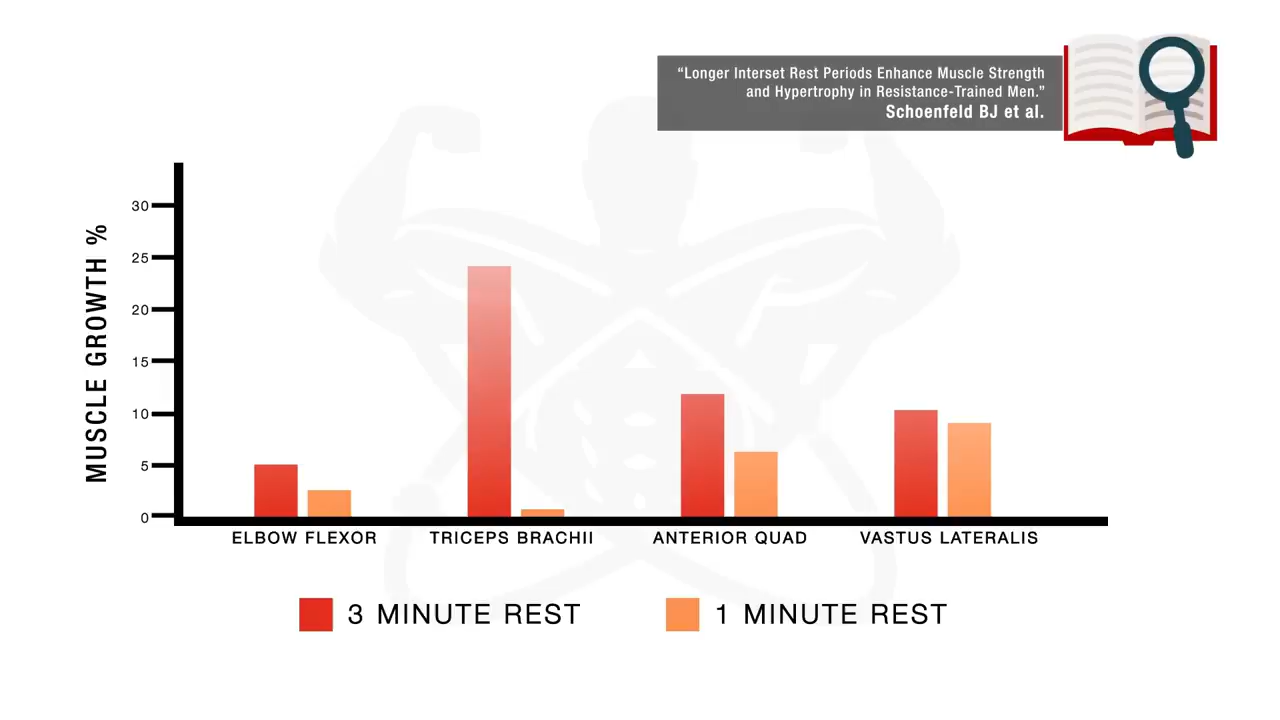 “Longer Interset Rest Periods Enhance Muscle Strength
and Hypertrophy in Resistance-Trained Men.”
Schoenfeld BJ et al.
MUSCLE GROWTH %
30
25
20
15
10
5
0
ELBOW FLEXOR TRICEPS BRACHII ANTERIOR QUAD VASTUS LATERALIS
3 MINUTE REST 1 MINUTE REST